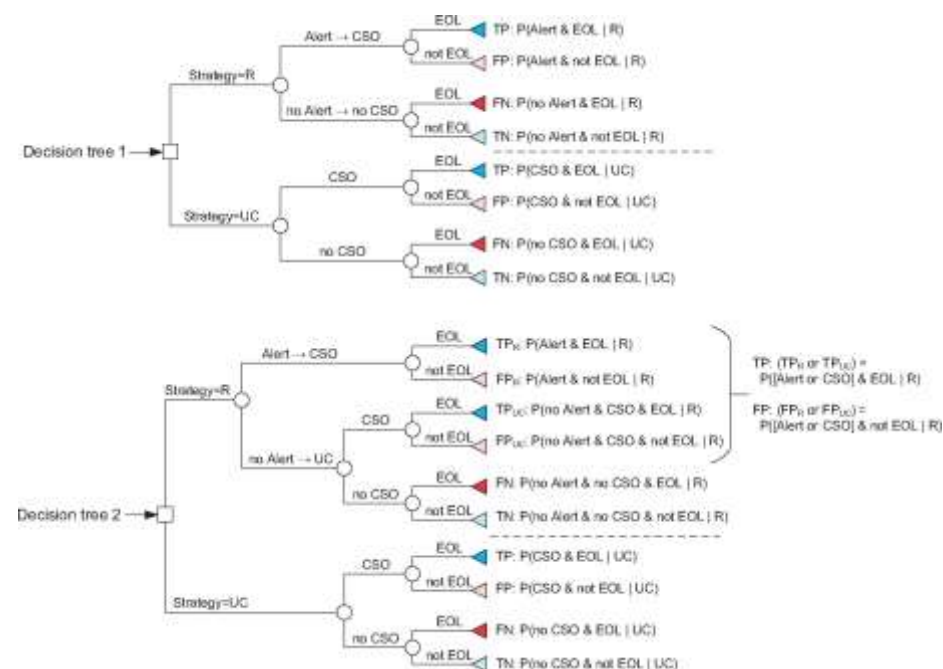 EOL
TP: P(Alert & EOL | R)
Alert → CSO
not EOL
FP: P(Alert & not EOL | R)
Strategy=R
EOL
FN: P(no Alert & EOL | R)
no Alert → no CSO
not EOL
TN: P(no Alert & not EOL | R)
Decision tree 1
EOL
TP: P(CSO & EOL | UC)
CSO
not EOL
FP: P(CSO & not EOL | UC)
Strategy=UC
EOL
FN: P(no CSO & EOL | UC)
no CSO
not EOL
TN: P(no CSO & not EOL | UC)
EOL
TPR: P(Alert & EOL | R)
Alert → CSO
not EOL
FPR: P(Alert & not EOL | R)
Strategy=R
EOL
TPUC: P(no Alert & CSO & EOL | R)
CSO
not EOL
FPUC: P(no Alert & CSO & not EOL | R)
no Alert → UC
EOL
FN: P(no Alert & no CSO & EOL | R)
no CSO
not EOL
TN: P(no Alert & no CSO & not EOL | R)
TP: (TPR or TPUC) =
P([Alert or CSO] & EOL | R)
FP: (FPR or FPUC) =
P([Alert or CSO] & not EOL | R)
Decision tree 2
EOL
TP: P(CSO & EOL | UC)
CSO
not EOL
FP: P(CSO & not EOL | UC)
Strategy=UC
EOL
FN: P(no CSO & EOL | UC)
no CSO
not EOL
TN: P(no CSO & not EOL | UC)